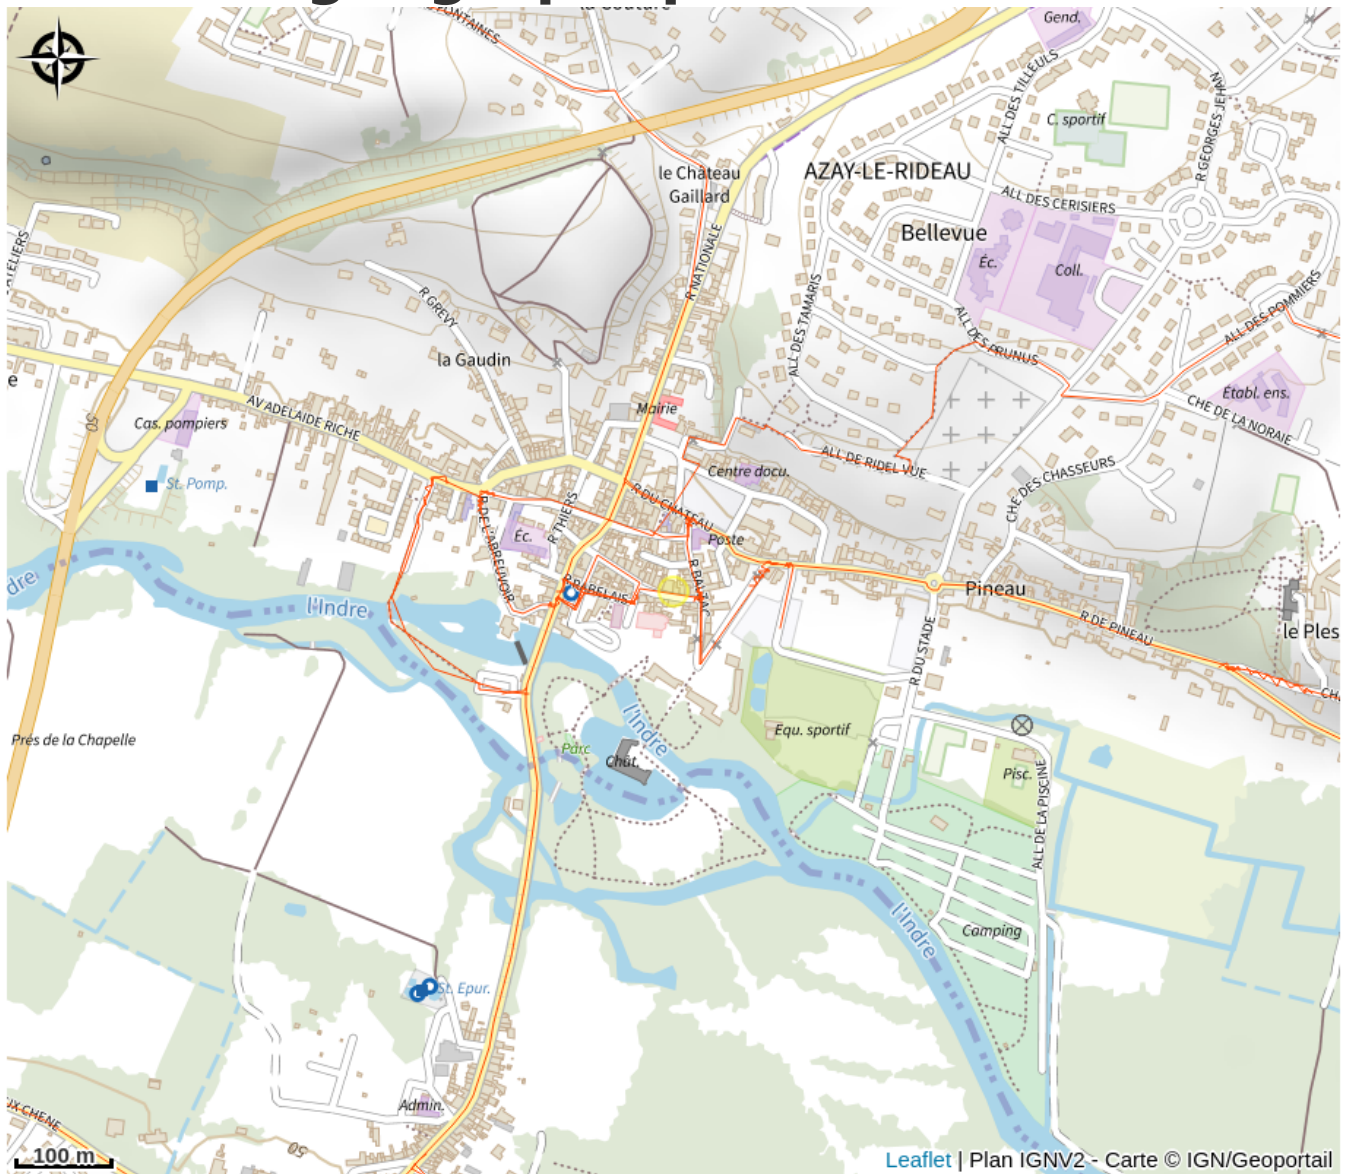 FONTAINES
Gend.
ALL DES TILLEULS
C. sportif
R GEORGES JEHAN
le Château
Gaillard
AZAY-LE-RIDEAU
ALL DES CERISIERS
Bellevue
Éc.
Coll.
R NATIONALE
ALL DES TAMARIS
R GREVY
ALL DES POMMIERS
ALL DES PRUNUS
la Gaudin
Etabl. ens.
AV ADELAIDE RICHE
Mairie
CHE DE LA NORAIE
Cas. pompiers
50
St. Pomp.
Centre docu.
ALL DE RIDEL VUE
CHE DES CHASSEURS
R DU CHATEAU
R THIERS
R DE L'ABREUVOIR
Éc.
Poste
R RABELAIS
R BALZAC
Pineau
l'Indre
R DE PINEAU
le Ples
R DU STADE
Prés de la Chapelle
l'Indre
Equ. sportif
Parc
Chât.
Pisc.
ALL DE LA PISCINE
l'Indre
Camping
St. Epur.
Admin.
50
100 m
Leaflet | Plan IGNV2 - Carte © IGN/Geoportail